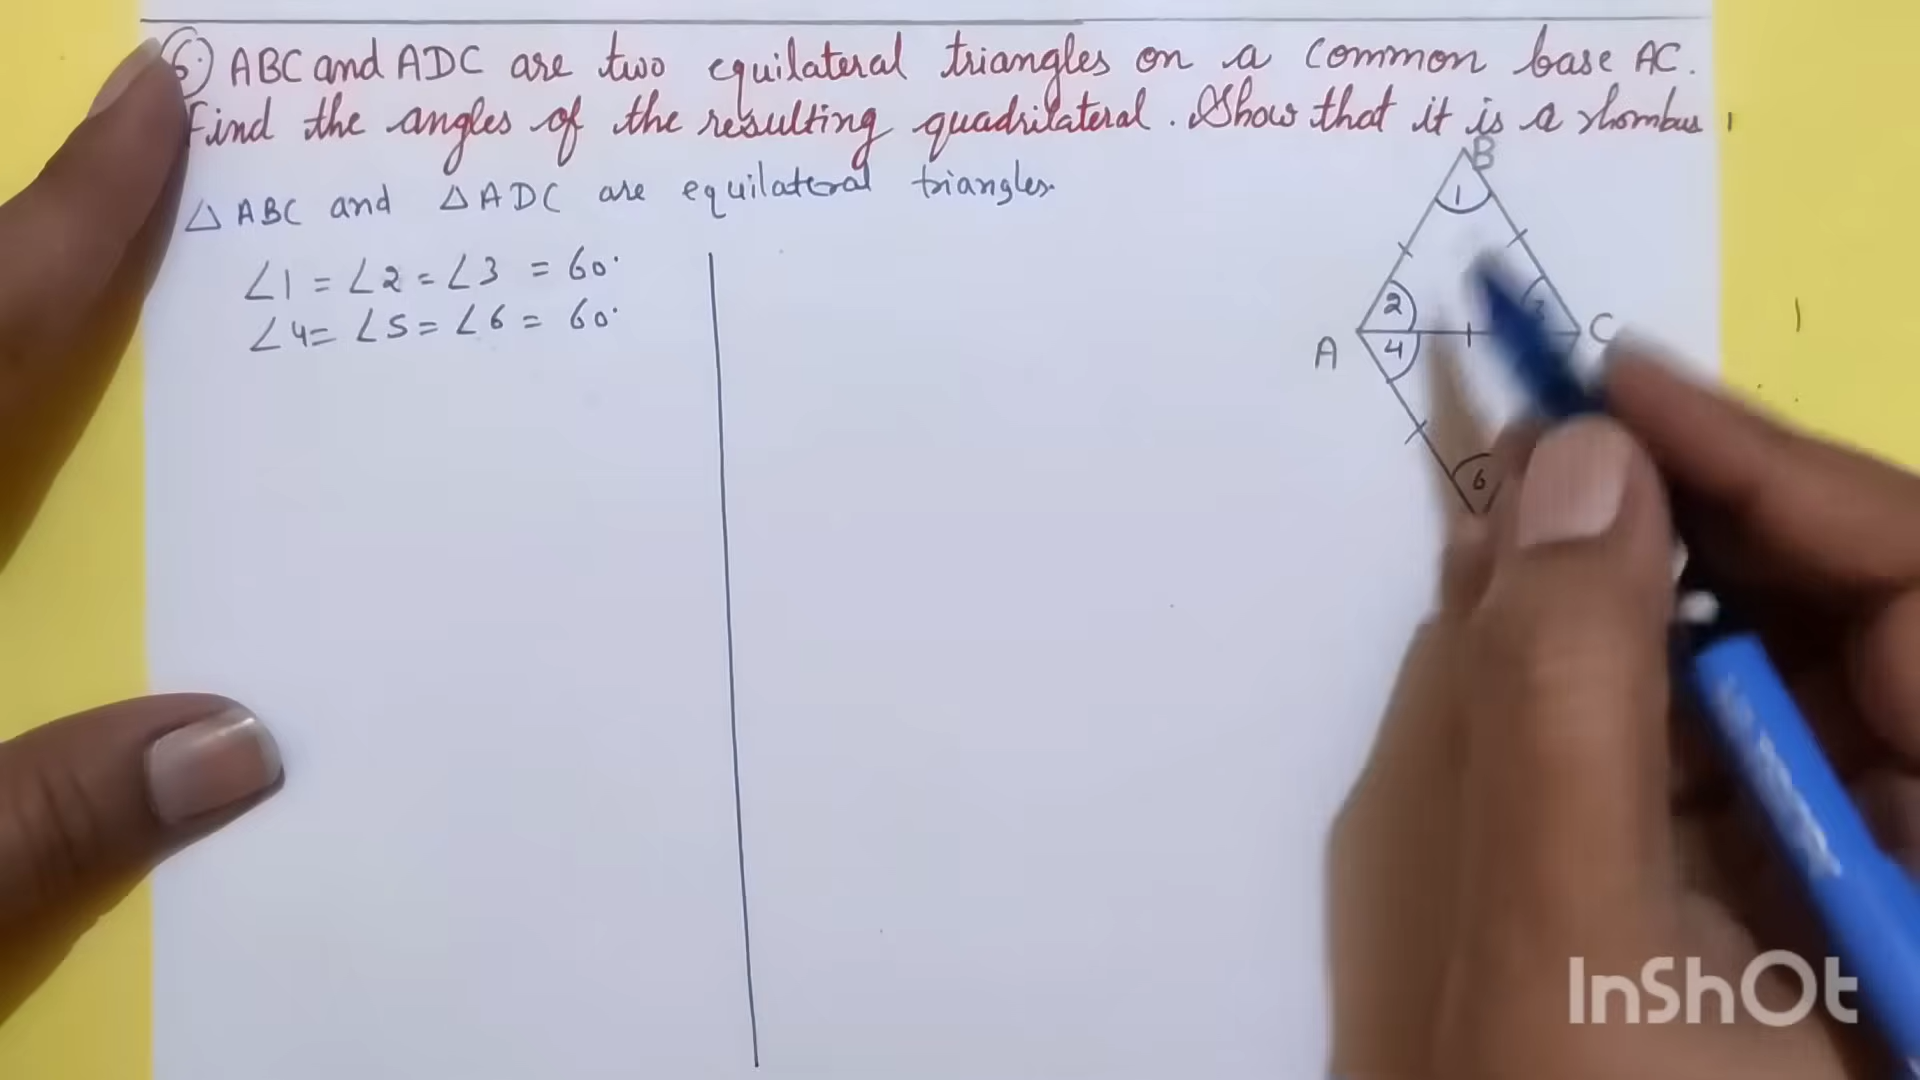 6. ABC and ADC are two equilateral triangles on a common base AC.
Find the angles of the resulting quadrilateral. Show that it is a rhombus
△ ABC and △ ADC are equilateral triangles.
∠1 = ∠2 = ∠3 = 60°
∠4 = ∠5 = ∠6 = 60°
B
1
2
3
A
4
C
6
InShOt